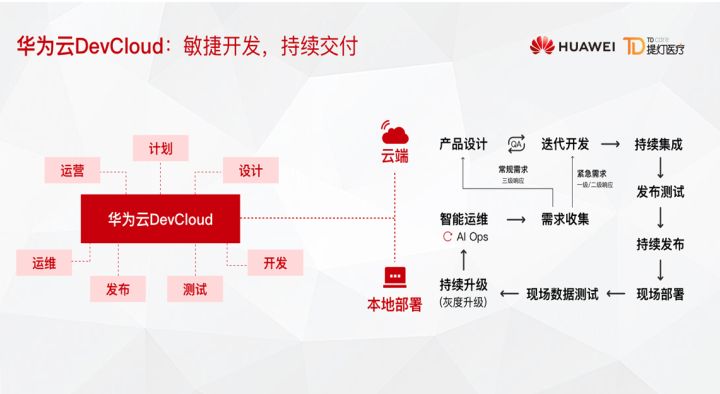 华为云DevCloud：敏捷开发，持续交付
HUAWEI
TD care
提灯医疗
计划
运营
设计
华为云DevCloud
运维
发布
测试
开发
云端
本地部署
产品设计
QA
迭代开发
持续集成
常规需求
三级响应
紧急需求
一级/二级响应
发布测试
智能运维
AI Ops
需求收集
持续发布
持续升级
(灰度升级)
现场数据测试
现场部署